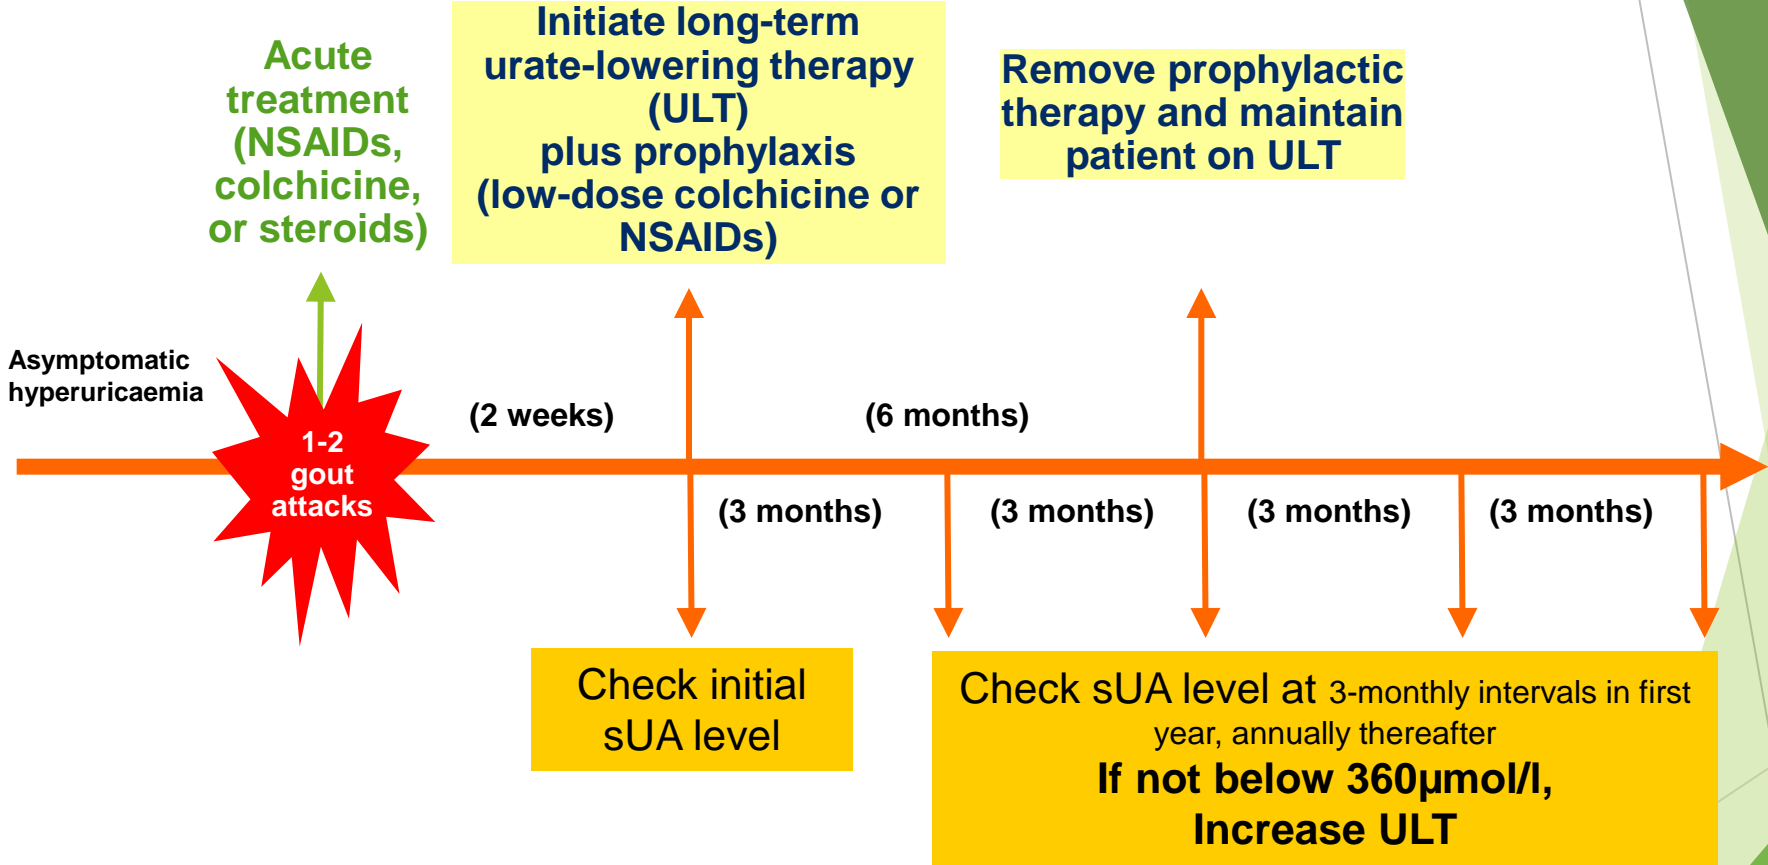 Acute
treatment
(NSAIDs,
colchicine,
or steroids)
Initiate long-term
urate-lowering therapy
(ULT)
plus prophylaxis
(low-dose colchicine or
NSAIDs)
Remove prophylactic
therapy and maintain
patient on ULT
Asymptomatic
hyperuricaemia
1-2
gout
attacks
(2 weeks)
(6 months)
(3 months)
(3 months)
(3 months)
(3 months)
Check initial
sUA level
Check sUA level at 3-monthly intervals in first
year, annually thereafter
If not below 360µmol/l,
Increase ULT